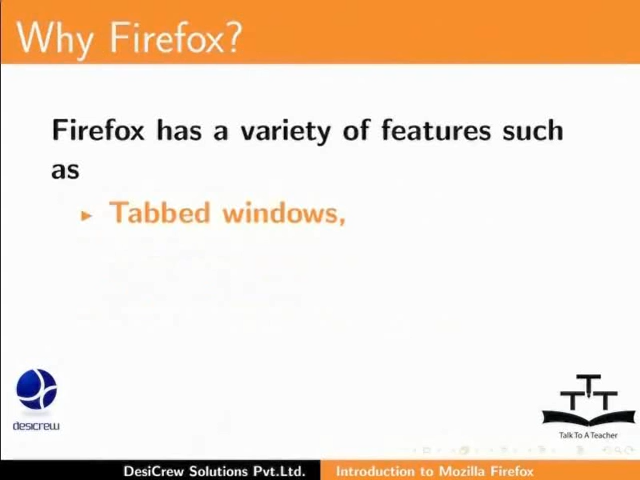 Why Firefox?
Firefox has a variety of features such
as
▸ Tabbed windows,
desicrew
TTT
Talk To A Teacher
DesiCrew Solutions Pvt.Ltd.
Introduction to Mozilla Firefox